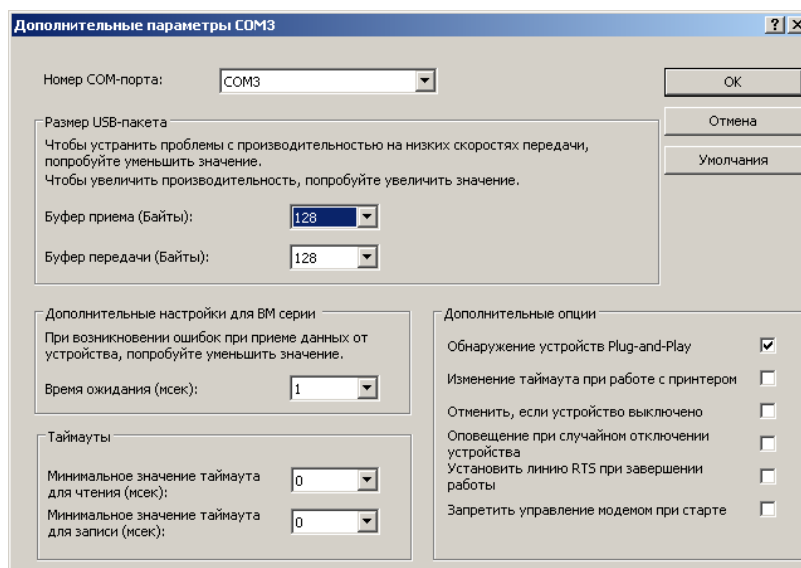 Дополнительные параметры COM3
Номер COM-порта:
COM3
OK
Отмена
Умолчания
Размер USB-пакета
Чтобы устранить проблемы с производительностью на низких скоростях передачи,
попробуйте уменьшить значение.
Чтобы увеличить производительность, попробуйте увеличить значение.
Буфер приема (Байты):
128
Буфер передачи (Байты):
128
Дополнительные настройки для BM серии
При возникновении ошибок при приеме данных от
устройства, попробуйте уменьшить значение.
Время ожидания (мсек):
1
Таймауты
Минимальное значение таймаута
для чтения (мсек):
0
Минимальное значение таймаута
для записи (мсек):
0
Дополнительные опции
Обнаружение устройств Plug-and-Play
Изменение таймаута при работе с принтером
Отменить, если устройство выключено
Оповещение при случайном отключении
устройства
Установить линию RTS при завершении
работы
Запретить управление модемом при старте